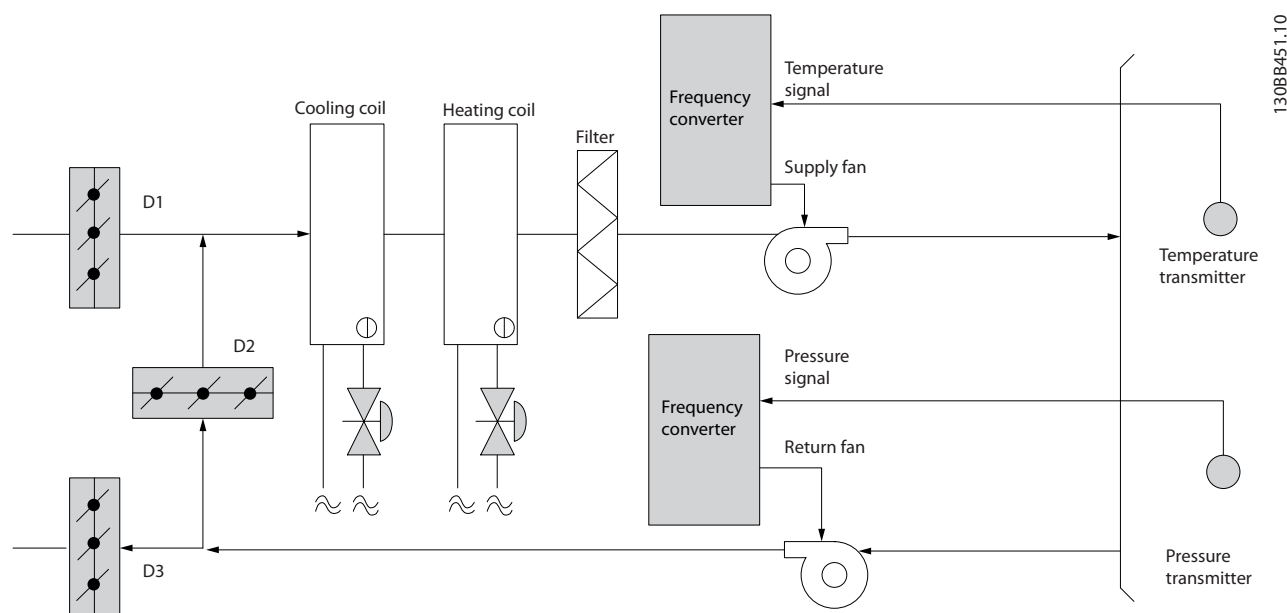 130BB451.10
Temperature
signal
Cooling coil
Heating coil
Frequency
converter
Filter
Supply fan
D1
Temperature
transmitter
D2
Pressure
signal
Frequency
converter
Return fan
D3
Pressure transmitter